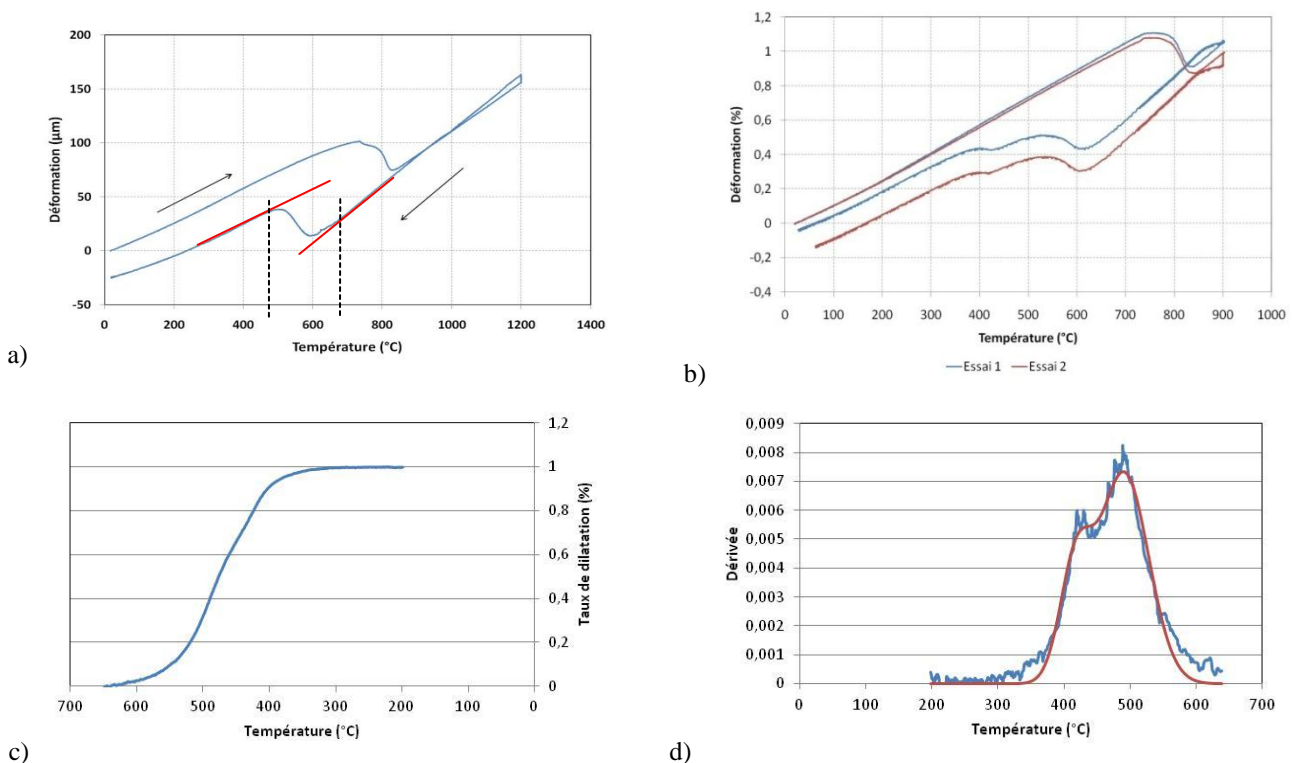 200
150
100
50
0
-50
Déformation (µm)
0 200 400 600 800 1000 1200 1400
Température (°C)
a)
1,2
1
0,8
0,6
0,4
0,2
0
-0,2
-0,4
Déformation (%)
0 100 200 300 400 500 600 700 800 900 1000
Température (°C)
Essai 1 Essai 2
b)
1,2
1
0,8
0,6
0,4
0,2
0
Taux de dilatation (%)
700 600 500 400 300 200 100 0
Température (°C)
c)
0,009
0,008
0,007
0,006
0,005
0,004
0,003
0,002
0,001
0
Dérivée
0 100 200 300 400 500 600 700
Température (°C)
d)